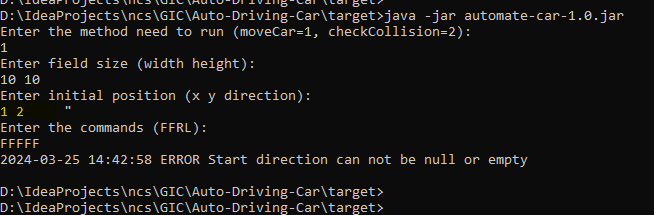 D:\IdeaProjects\ncs\GIC\Auto-Driving-Car\target>java -jar automate-car-1.0.jar
Enter the method need to run (moveCar=1, checkCollision=2):
1
Enter field size (width height):
10 10
Enter initial position (x y direction):
1 2     "
Enter the commands (FFRL):
FFFFF
2024-03-25 14:42:58 ERROR Start direction can not be null or empty
D:\IdeaProjects\ncs\GIC\Auto-Driving-Car\target>
D:\IdeaProjects\ncs\GIC\Auto-Driving-Car\target>